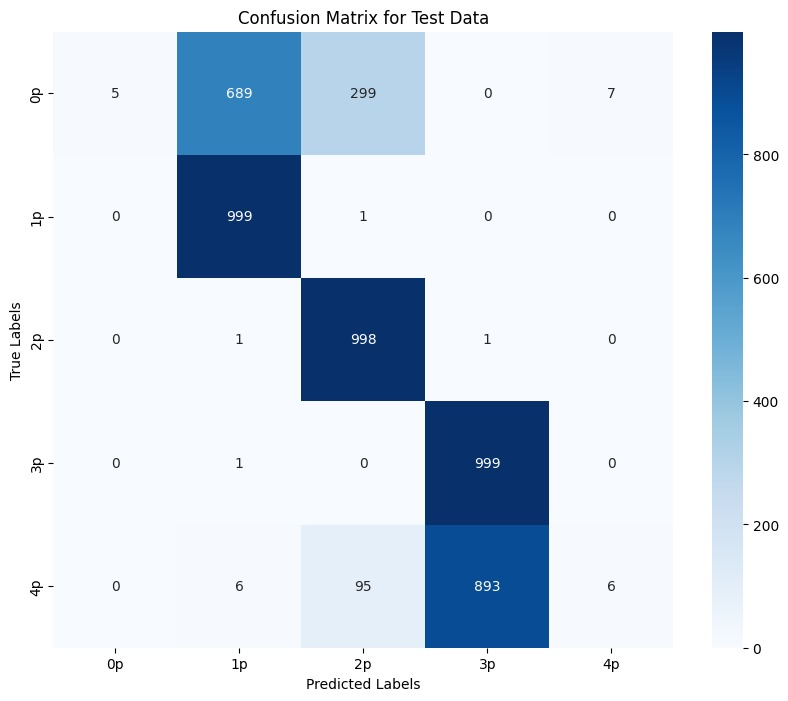 Confusion Matrix for Test Data
0p 5 689 299 0 7
1p 0 999 1 0 0
2p 0 1 998 1 0
3p 0 1 0 999 0
4p 0 6 95 893 6
0p 1p 2p 3p 4p
True Labels
Predicted Labels
800
600
400
200
0